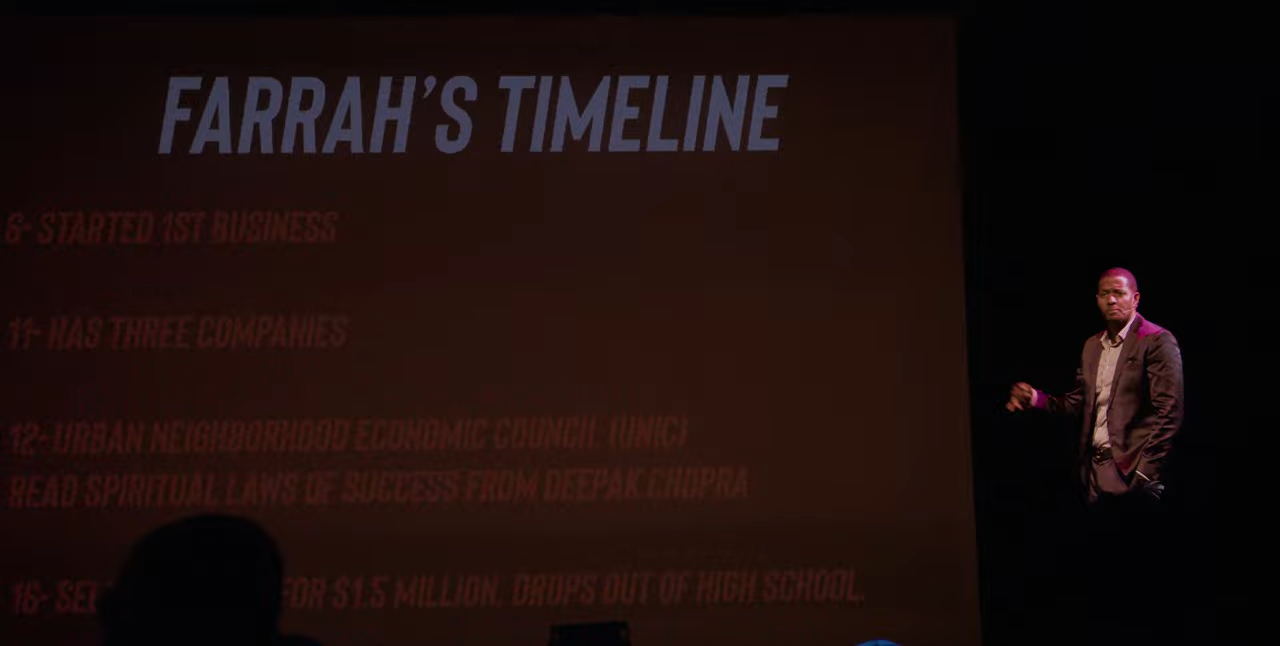 FARRAH'S TIMELINE
6- STARTED 1ST BUSINESS
11- HAS THREE COMPANIES
12- URBAN NEIGHBORHOOD ECONOMIC COUNCIL (UNIC)
READ SPIRITUAL LAWS OF SUCCESS FROM DEEPAK CHOPRA
16- FOR $1.5 MILLION. DROPS OUT OF HIGH SCHOOL.